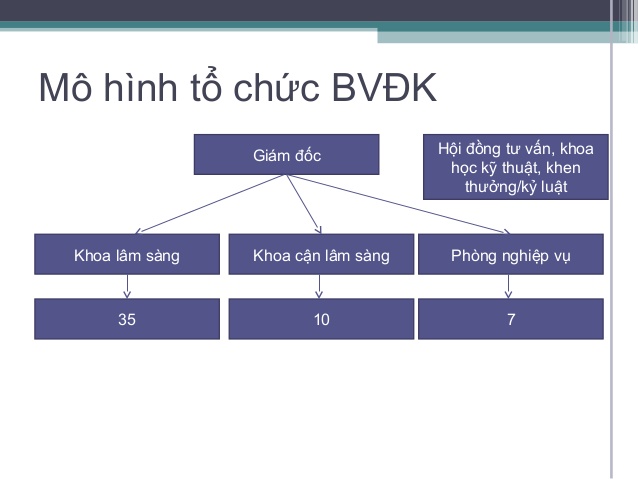 Mô hình tổ chức BVĐK
Giám đốc
Hội đồng tư vấn, khoa
học kỹ thuật, khen
thưởng/kỷ luật
Khoa lâm sàng
Khoa cận lâm sàng
Phòng nghiệp vụ
35
10
7